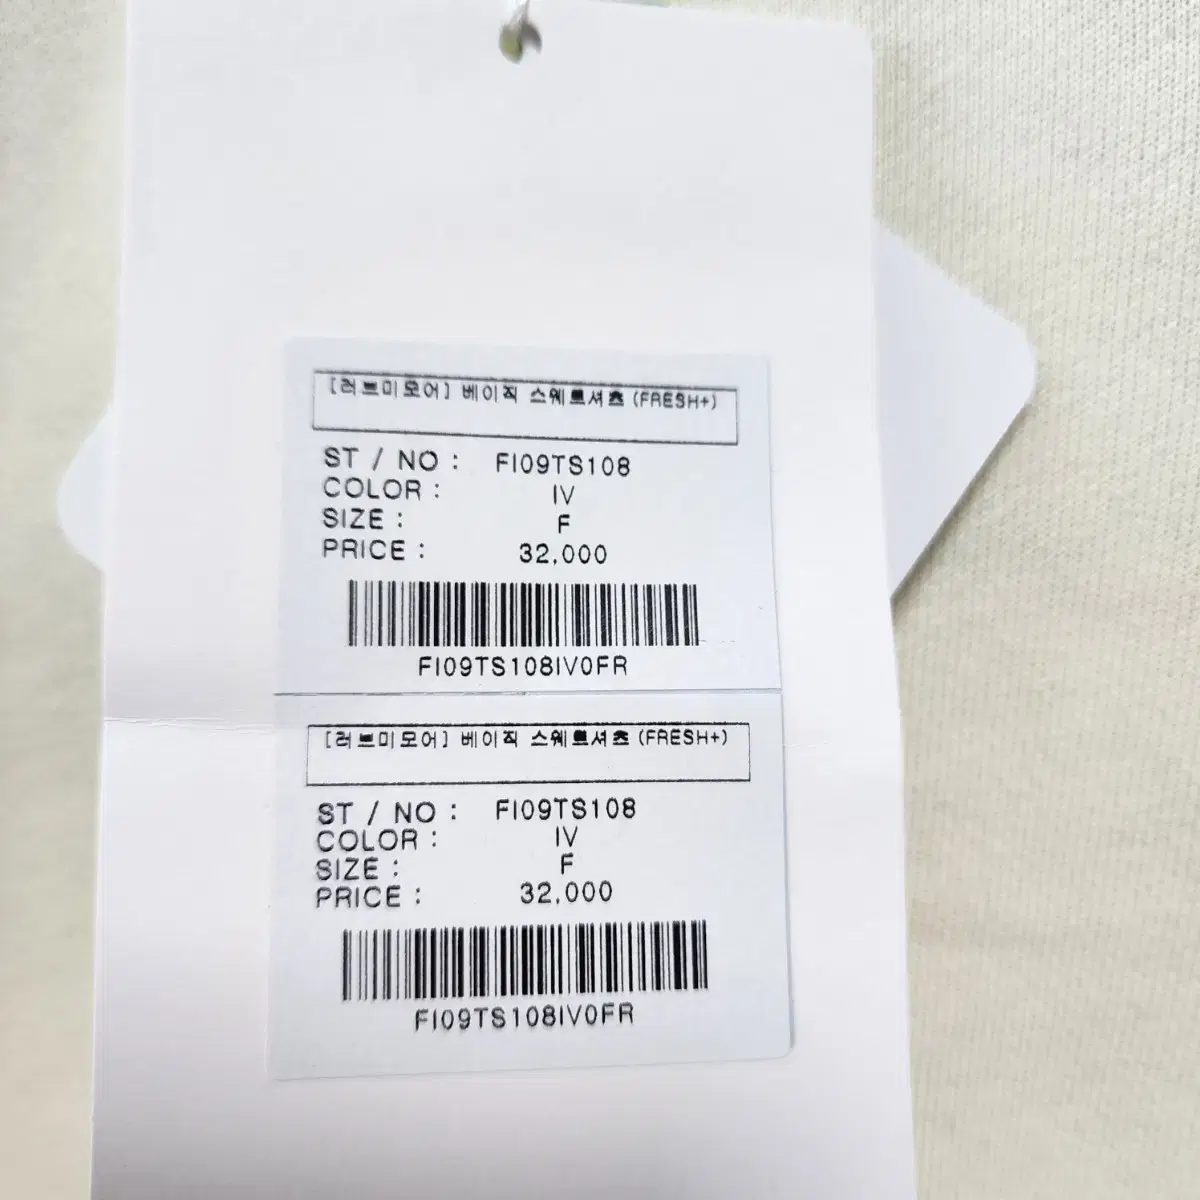 [러브미모어] 베이직 스웨트셔츠 (FRESH+)
ST / NO : FI09TS108
COLOR : IV
SIZE : F
PRICE : 32,000
FI09TS108IV0FR
[러브미모어] 베이직 스웨트셔츠 (FRESH+)
ST / NO : FI09TS108
COLOR : IV
SIZE : F
PRICE : 32,000
FI09TS108IV0FR